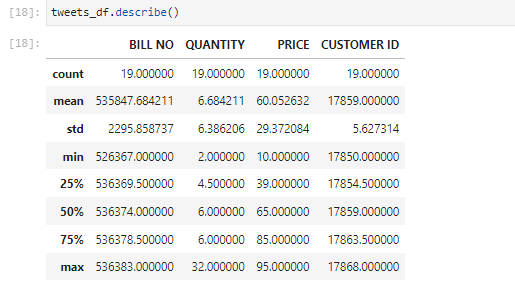 [18]: tweets_df.describe()
[18]:
BILL NO QUANTITY PRICE CUSTOMER ID
count 19.000000 19.000000 19.000000 19.000000
mean 535847.684211 6.684211 60.052632 17859.000000
std 2295.858737 6.386206 29.372084 5.627314
min 526367.000000 2.000000 10.000000 17850.000000
25% 536369.500000 4.500000 39.000000 17854.500000
50% 536374.000000 6.000000 65.000000 17859.000000
75% 536378.500000 6.000000 85.000000 17863.500000
max 536383.000000 32.000000 95.000000 17868.000000